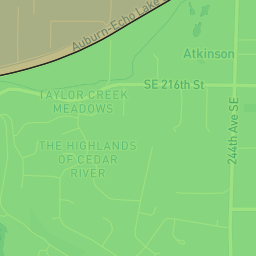 Auburn-Echo Lake
Atkinson
SE 216th St
TAYLOR CREEK
MEADOWS
244th Ave SE
THE HIGHLANDS
OF CEDAR
RIVER